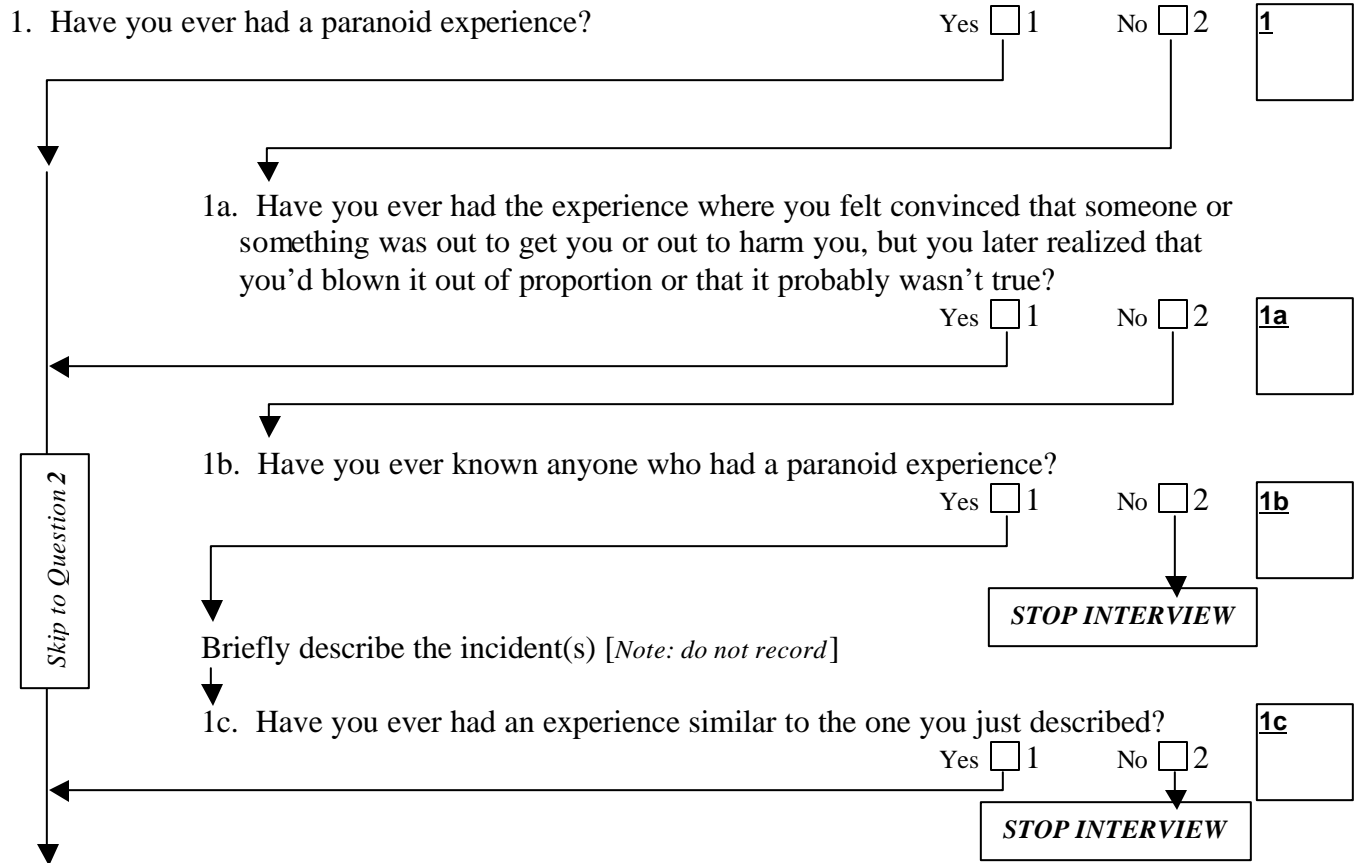 1. Have you ever had a paranoid experience? Yes 1 No 2 1
1a. Have you ever had the experience where you felt convinced that someone or
something was out to get you or out to harm you, but you later realized that
you'd blown it out of proportion or that it probably wasn't true?
Yes 1 No 2 1a
1b. Have you ever known anyone who had a paranoid experience?
Yes 1 No 2 1b
Skip to Question 2
STOP INTERVIEW
Briefly describe the incident(s) [Note: do not record]
1c. Have you ever had an experience similar to the one you just described?
Yes 1 No 2 1c
STOP INTERVIEW